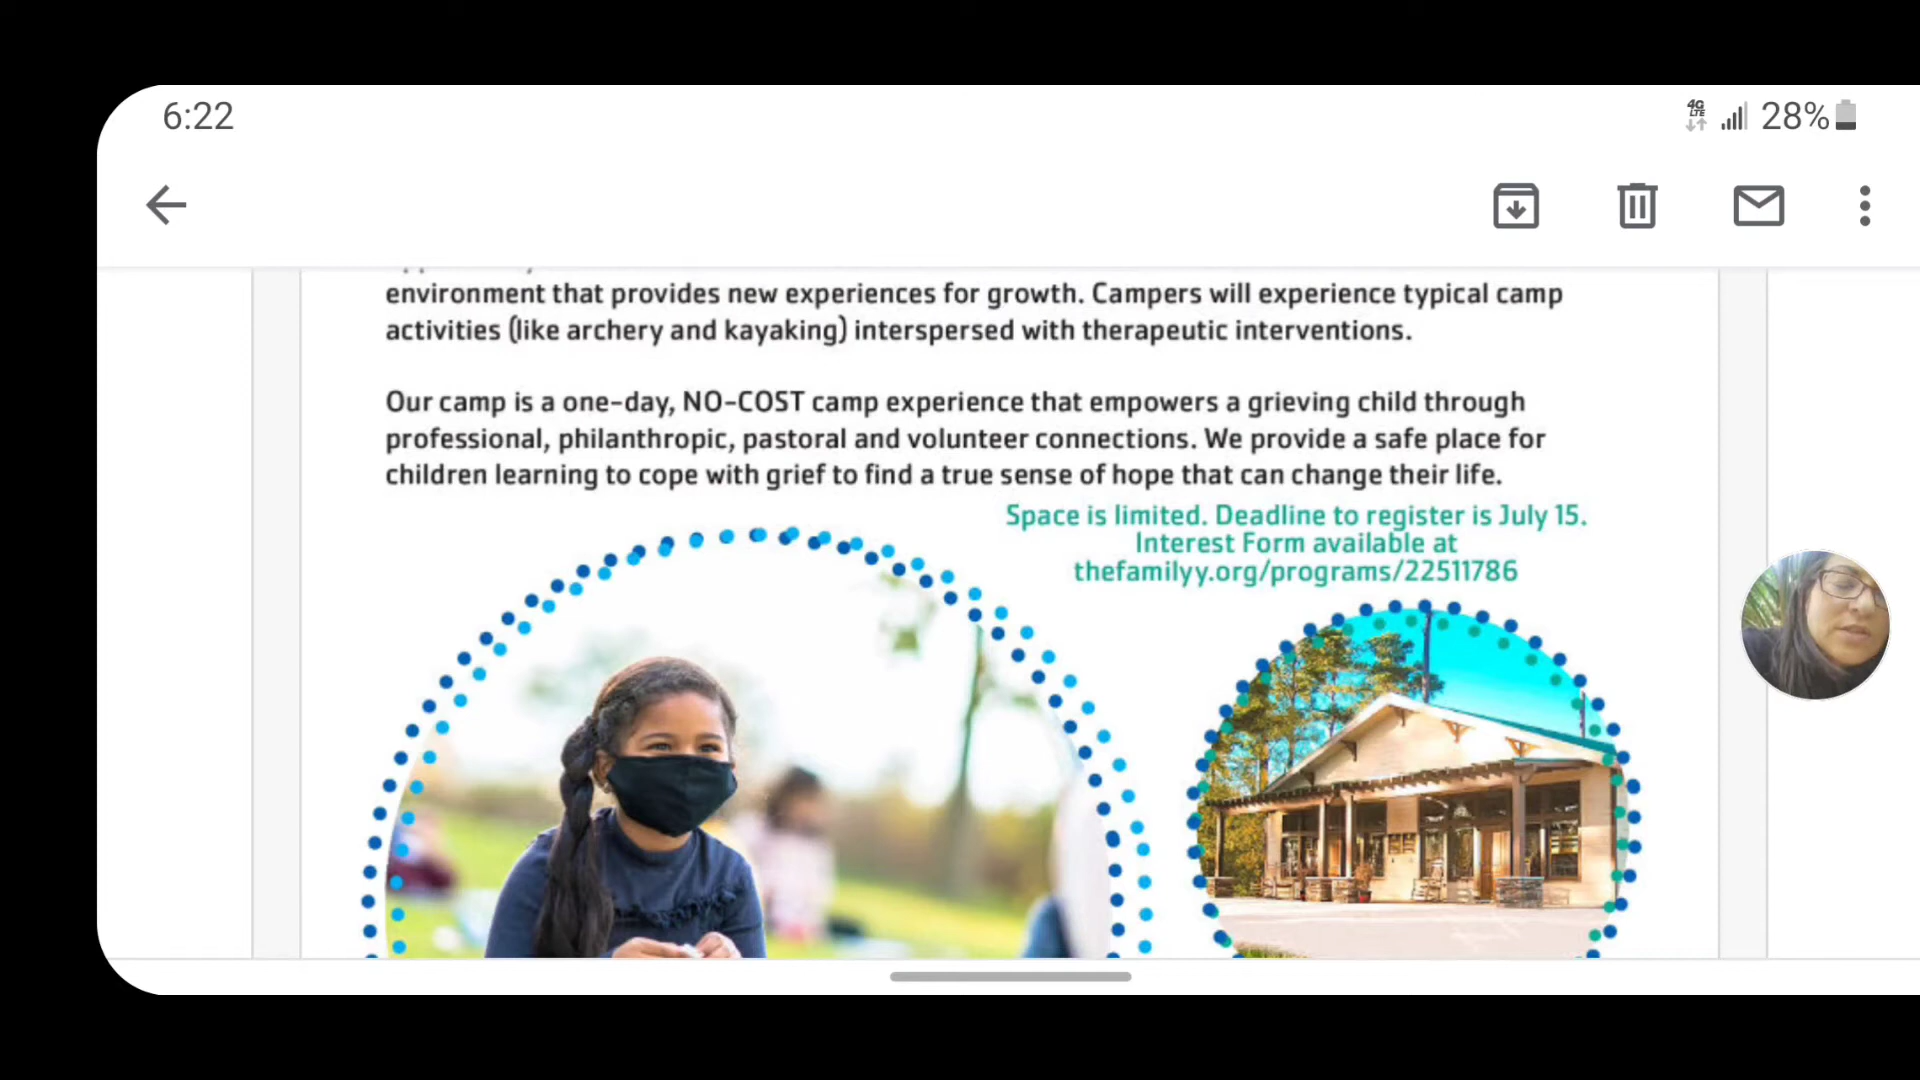 6:22
4G LTE 28%
environment that provides new experiences for growth. Campers will experience typical camp
activities (like archery and kayaking) interspersed with therapeutic interventions.
Our camp is a one-day, NO-COST camp experience that empowers a grieving child through
professional, philanthropic, pastoral and volunteer connections. We provide a safe place for
children learning to cope with grief to find a true sense of hope that can change their life.
Space is limited. Deadline to register is July 15.
Interest Form available at
thefamilyy.org/programs/22511786